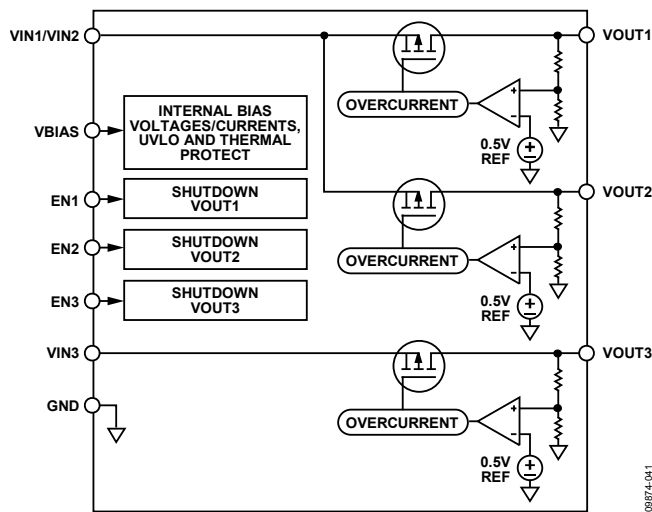 VIN1/VIN2
VOUT1
OVERCURRENT
+
−
0.5V
REF
+
−
INTERNAL BIAS
VOLTAGES/CURRENTS,
UVLO AND THERMAL
PROTECT
VBIAS
EN1
SHUTDOWN
VOUT1
VOUT2
EN2
SHUTDOWN
VOUT2
OVERCURRENT
+
−
0.5V
REF
+
−
EN3
SHUTDOWN
VOUT3
VIN3
VOUT3
GND
OVERCURRENT
+
−
0.5V
REF
+
−
09874-041